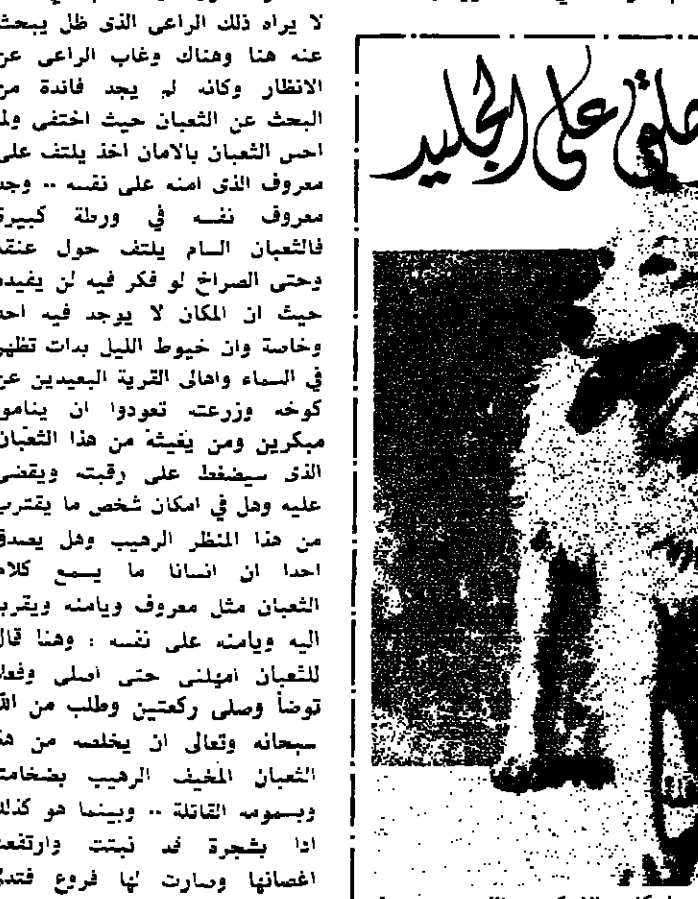 لا يراه ذلك الراعى الذى ظل يبحث
عنه هنا وهناك وغاب الراعى عن
الانظار وكانه لم يجد فائدة من
البحث عن الثعبان حيث اختفى ولما
احس الثعبان بالامان اخذ يلتف على
معروف الذى امنه على نفسه .. وجد
معروف نفسه في ورطة كبيرة
فالثعبان السام يلتف حول عنقه
وحتى الصراخ لو فكر فيه لن يفيده
حيث ان المكان لا يوجد فيه احد
وخاصة وان خيوط الليل بدات تظهر
في السماء واهالى القرية البعيدين عن
كوخه وزرعته تعودوا ان يناموا
مبكرين ومن يغيثه من هذا الثعبان
الذى سيضغط على رقبته ويقضى
عليه وهل في امكان شخص ما يقترب
من هذا المنظر الرهيب وهل يصدق
احدا ان انسانا ما يسمع كلام
الثعبان مثل معروف ويامنه ويقربه
اليه ويامنه على نفسه : وهنا قال
للثعبان امهلنى حتى اصلى وفعلا
توضأ وصلى ركعتين وطلب من الله
سبحانه وتعالى ان يخلصه من هذا
الثعبان المخيف الرهيب بضخامته
وبسمومه القاتلة .. وبينما هو كذلك
اذا بشجرة قد نبتت وارتفعت
اغصانها وصارت لها فروع فتدلى
على الجليد